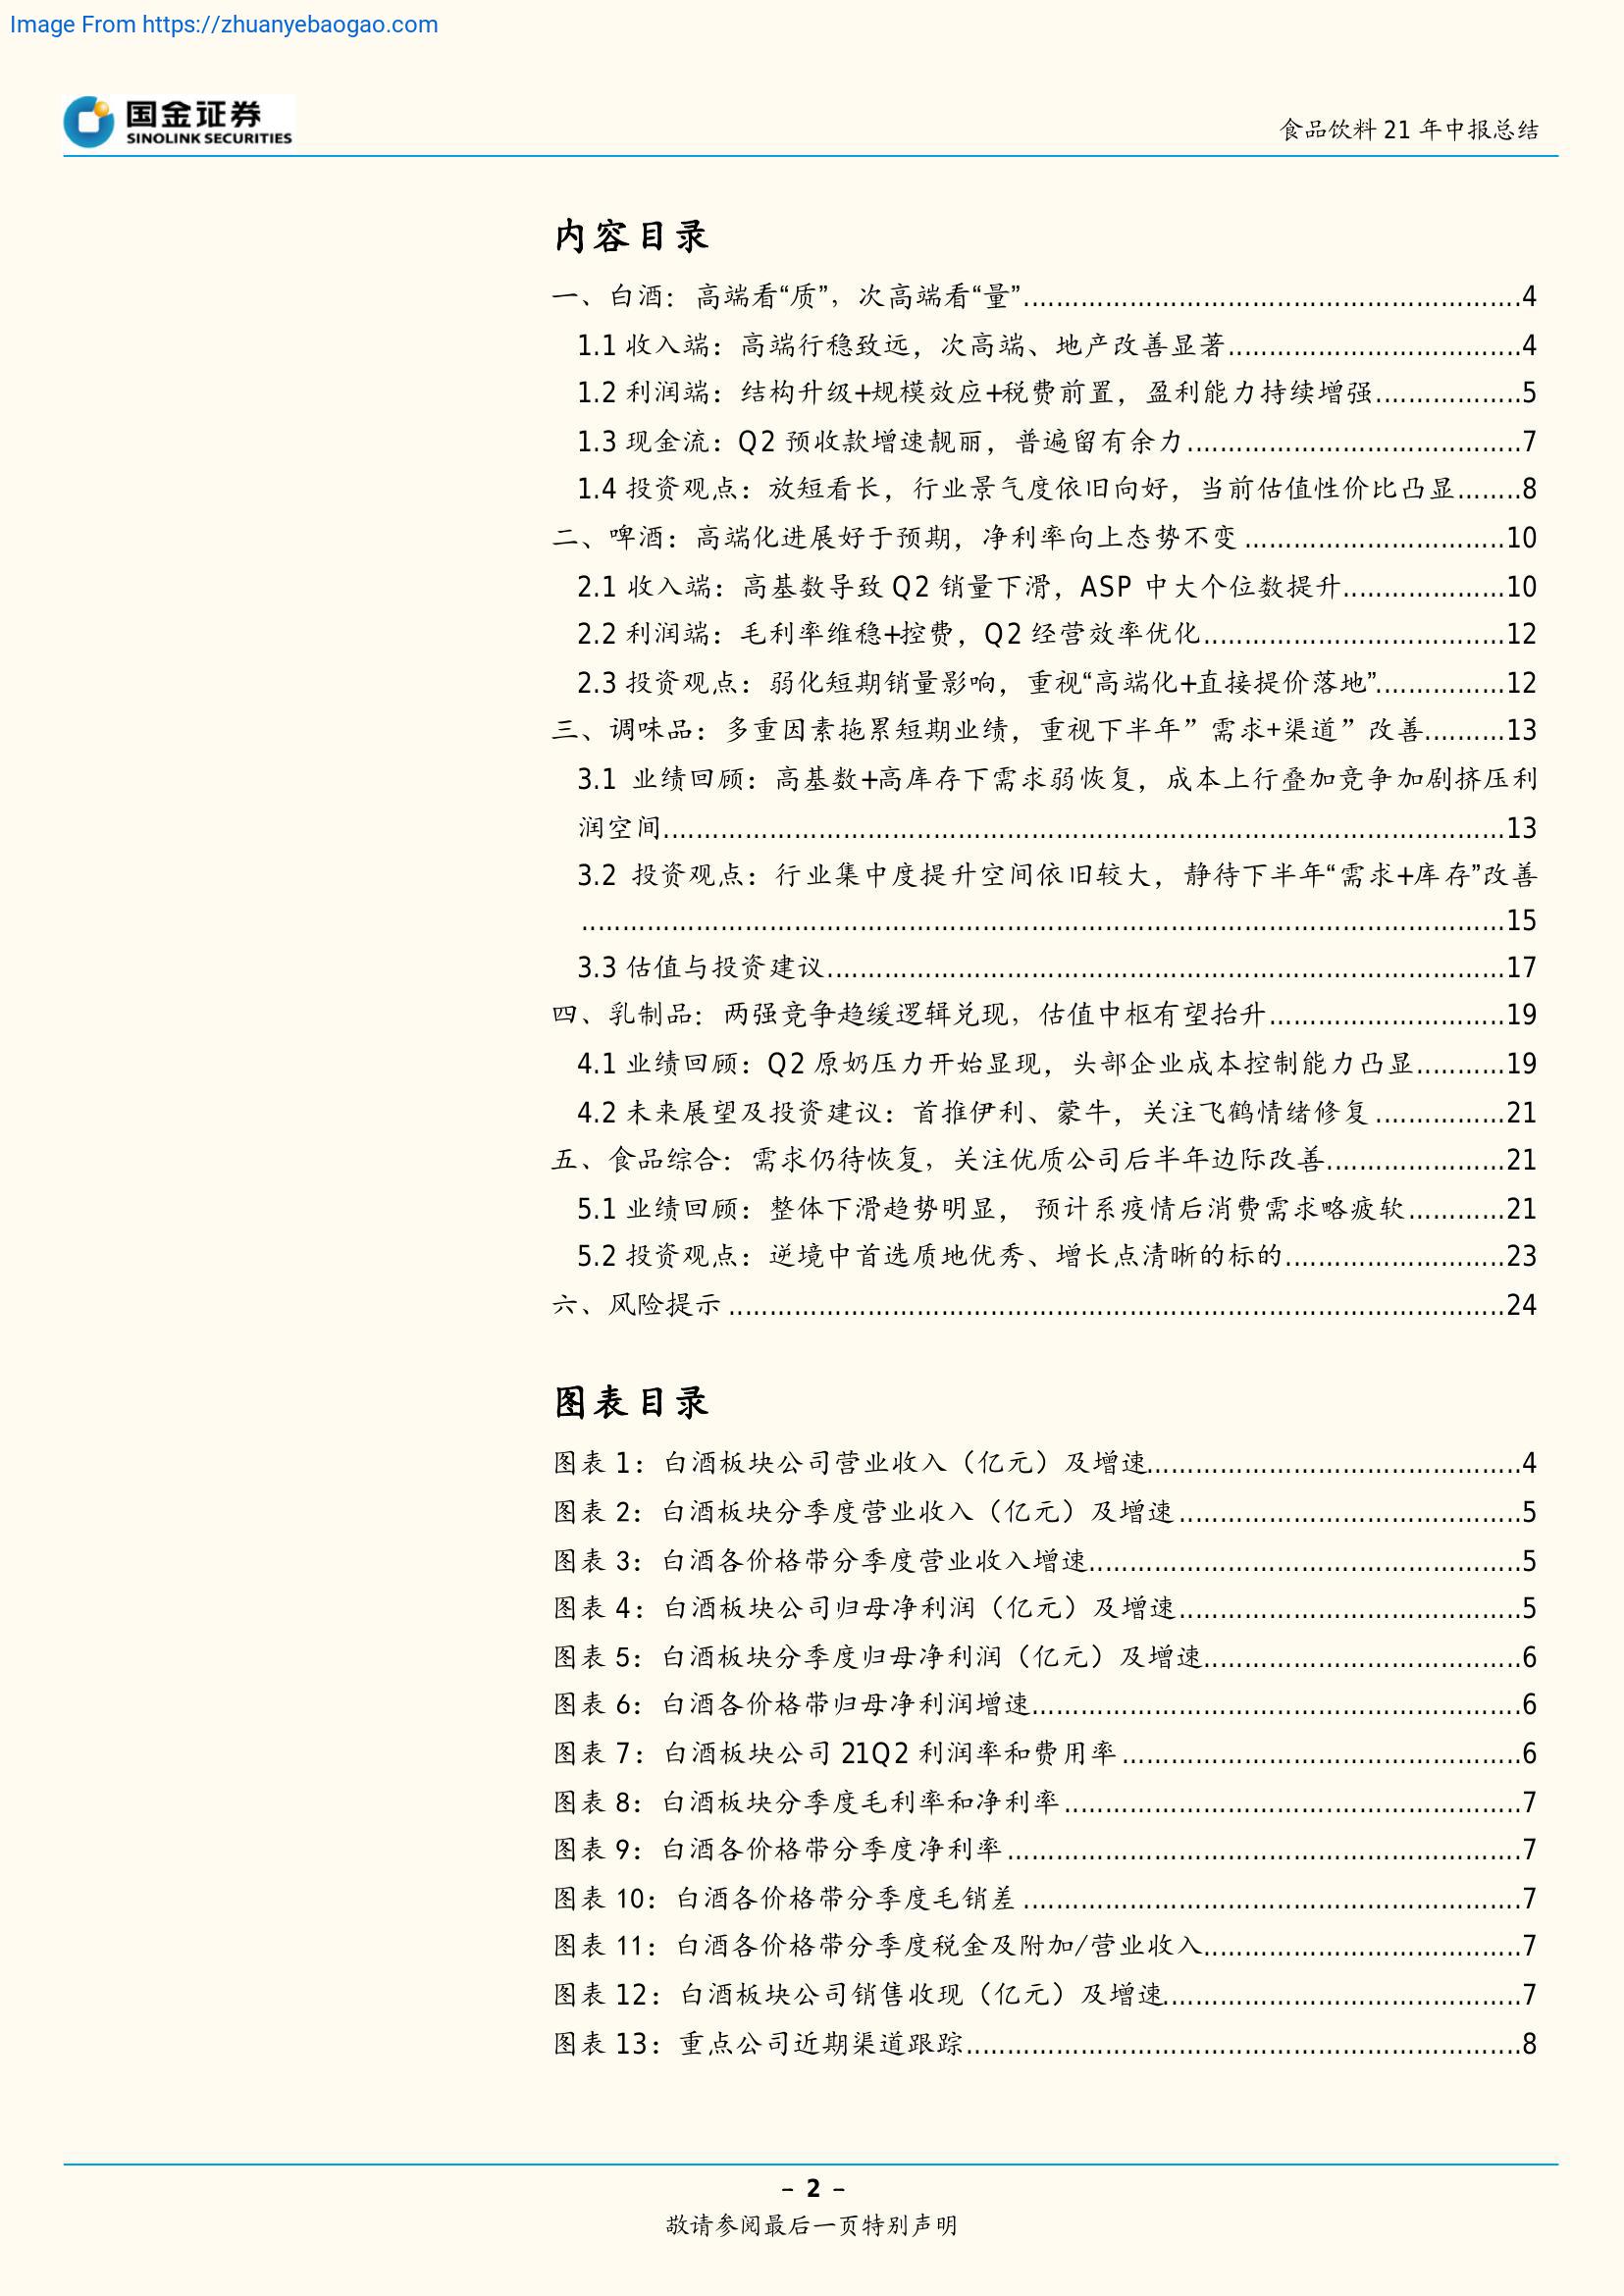 Image From https://zhuanyebaogao.com
国金证券
SINOLINK SECURITIES
食品饮料 21 年中报总结
内容目录
一、白酒：高端看“质”，次高端看“量”.............................................................4
1.1 收入端：高端行稳致远，次高端、地产改善显著....................................4
1.2 利润端：结构升级+规模效应+税费前置，盈利能力持续增强..................5
1.3 现金流：Q2 预收款增速靓丽，普遍留有余力.........................................7
1.4 投资观点：放短看长，行业景气度依旧向好，当前估值性价比凸显........8
二、啤酒：高端化进展好于预期，净利率向上态势不变 ................................10
2.1 收入端：高基数导致 Q2 销量下滑，ASP 中大个位数提升....................10
2.2 利润端：毛利率维稳+控费，Q2 经营效率优化.....................................12
2.3 投资观点：弱化短期销量影响，重视“高端化+直接提价落地”................12
三、调味品：多重因素拖累短期业绩，重视下半年”需求+渠道”改善..........13
3.1 业绩回顾：高基数+高库存下需求弱恢复，成本上行叠加竞争加剧挤压利
润空间.......................................................................................................13
3.2 投资观点：行业集中度提升空间依旧较大，静待下半年“需求+库存”改善
.................................................................................................................15
3.3 估值与投资建议...................................................................................17
四、乳制品：两强竞争趋缓逻辑兑现，估值中枢有望抬升.............................19
4.1 业绩回顾：Q2 原奶压力开始显现，头部企业成本控制能力凸显...........19
4.2 未来展望及投资建议：首推伊利、蒙牛，关注飞鹤情绪修复 ................21
五、食品综合：需求仍待恢复，关注优质公司后半年边际改善......................21
5.1 业绩回顾：整体下滑趋势明显， 预计系疫情后消费需求略疲软............21
5.2 投资观点：逆境中首选质地优秀、增长点清晰的标的...........................23
六、风险提示 ...............................................................................................24
图表目录
图表 1：白酒板块公司营业收入（亿元）及增速..............................................4
图表 2：白酒板块分季度营业收入（亿元）及增速..........................................5
图表 3：白酒各价格带分季度营业收入增速.....................................................5
图表 4：白酒板块公司归母净利润（亿元）及增速..........................................5
图表 5：白酒板块分季度归母净利润（亿元）及增速.......................................6
图表 6：白酒各价格带归母净利润增速............................................................6
图表 7：白酒板块公司 21Q2 利润率和费用率.................................................6
图表 8：白酒板块分季度毛利率和净利率........................................................7
图表 9：白酒各价格带分季度净利率...............................................................7
图表 10：白酒各价格带分季度毛销差 .............................................................7
图表 11：白酒各价格带分季度税金及附加/营业收入.......................................7
图表 12：白酒板块公司销售收现（亿元）及增速............................................7
图表 13：重点公司近期渠道跟踪....................................................................8
- 2 -
敬请参阅最后一页特别声明